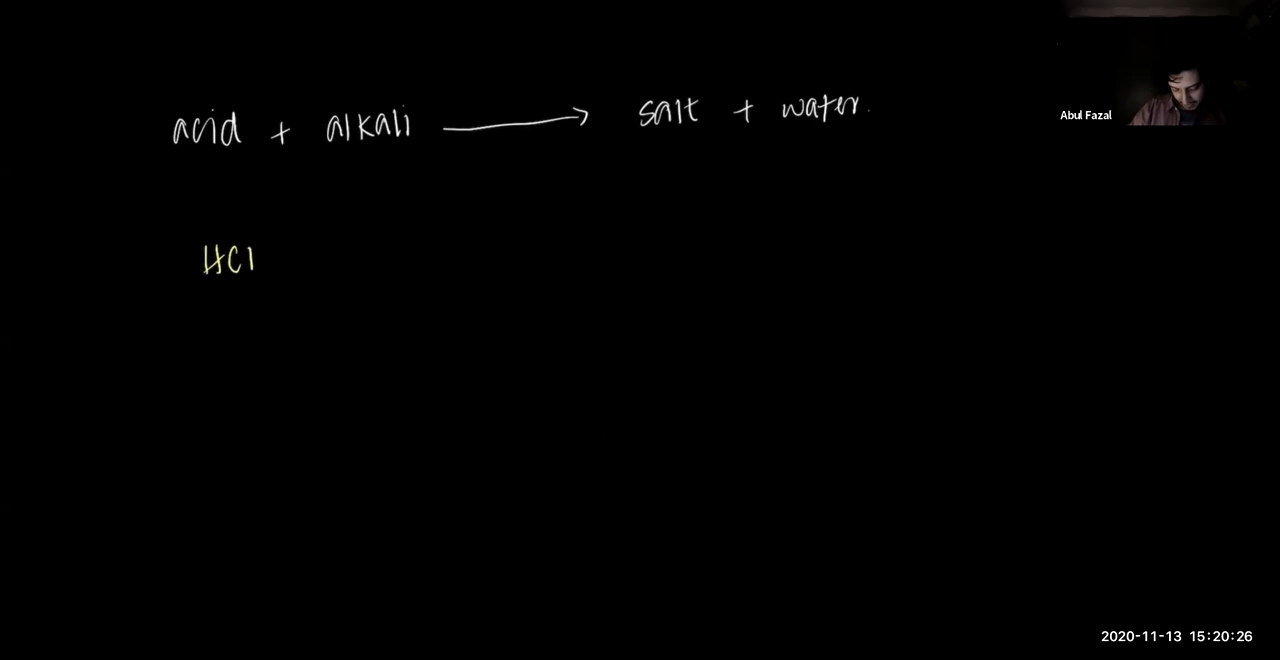 acid + alkali ⟶ salt + water.
Abul Fazal
HCl
2020-11-13 15:20:26